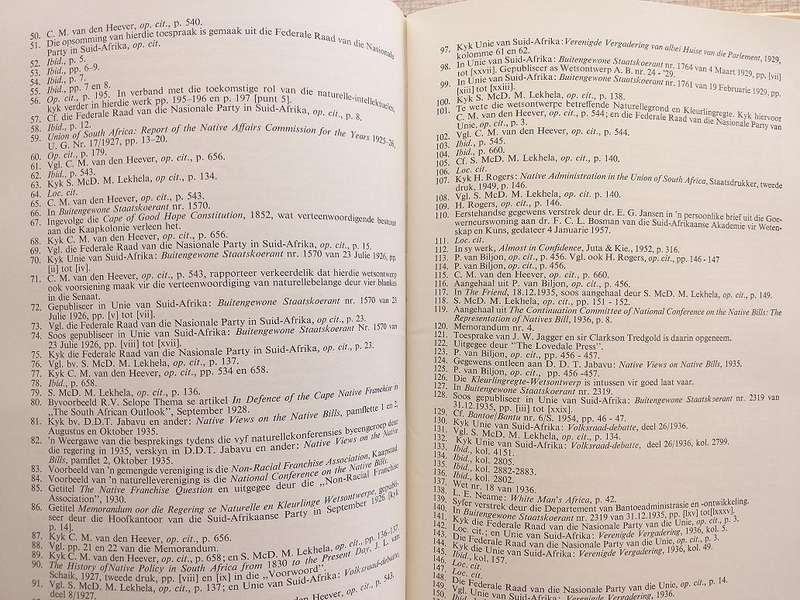 50. C. M. van den Heever, op. cit., p. 540.
51. Die opsomming van hierdie toespraak is gemaak uit die Federale Raad van die Nasionale
Party in Suid-Afrika, op. cit.
52. Ibid., p. 5.
53. Ibid., pp. 6–9.
54. Ibid., p. 7.
55. Ibid., pp. 7 en 8.
56. Op. cit., p. 195. In verband met die toekomstige rol van die naturelle-intellektueles,
kyk verder in hierdie werk pp. 195–196 en p. 197 [punt 5].
57. Cf. die Federale Raad van die Nasionale Party in Suid-Afrika, op. cit., p. 8.
58. Ibid., p. 12.
59. Union of South Africa: Report of the Native Affairs Commission for the Years 1925–26,
U. G. Nr. 17/1927, pp. 13–20.
60. Op. cit., p. 179.
61. Vgl. C. M. van den Heever, op. cit., p. 656.
62. Ibid., p. 543.
63. Kyk S. McD. M. Lekhela, op. cit., p. 134.
64. Loc. cit.
65. C. M. van den Heever, op. cit., p. 543.
66. In Buitengewone Staatskoerant nr. 1570.
67. Ingevolge die Cape of Good Hope Constitution, 1852, wat verteenwoordigende bestuur
aan die Kaapkolonie verleen het.
68. Kyk C. M. van den Heever, op. cit., p. 656.
69. Vgl. die Federale Raad van die Nasionale Party in Suid-Afrika, op. cit., p. 15.
70. Kyk Unie van Suid-Afrika: Buitengewone Staatskoerant nr. 1570 van 23 Julie 1926, pp.
[ii] tot [iv].
71. C. M. van den Heever, op. cit., p. 543, rapporteer verkeerdelik dat hierdie wetsontwerp
ook voorsiening maak vir die verteenwoordiging van naturellebelange deur vier blankes
in die Senaat.
72. Gepubliseer in Unie van Suid-Afrika: Buitengewone Staatskoerant nr. 1570 van 23
Julie 1926, pp. [v] tot [vii].
73. Vgl. die Federale Raad van die Nasionale Party in Suid-Afrika, op cit., p. 23.
74. Soos gepubliseer in Unie van Suid-Afrika: Buitengewone Staatskoerant Nr. 1570 van
23 Julie 1926, pp. [viii] tot [xvii].
75. Kyk die Federale Raad van die Nasionale Party in Suid-Afrika, op. cit., p. 23.
76. Vgl. bv. S. McD. M. Lekhela, op. cit., p. 137.
77. Kyk C. M. van den Heever, op. cit., pp. 534 en 658.
78. Ibid., p. 658.
79. S. McD. M. Lekhela, op. cit., p. 136.
80. Byvoorbeeld R.V. Selope Thema se artikel In Defence of the Cape Native Franchise in
„The South African Outlook”, September 1928.
81. Kyk bv. D.D.T. Jabavu en ander: Native Views on the Native Bills, pamflette 1 en 2,
Augustus en Oktober 1935.
82. 'n Weergawe van die besprekings tydens die vyf naturellekonferensies byeengeroep deur
die regering in 1935, verskyn in D.D.T. Jabavu en ander: Native Views on the Native
Bills, pamflet 2, Oktober 1935.
83. Voorbeeld van 'n gemengde vereniging is die Non-Racial Franchise Association, Kaapstad.
84. Voorbeeld van 'n naturellevereniging is die National Conference on the Native Bills.
85. Getitel The Native Franchise Question en uitgegee deur die „Non-Racial Franchise
Association”, 1930.
86. Getitel Memorandum oor die Regering se Naturelle en Kleurlinge Wetsontwerpe, gepubli-
seer deur die Hoofkantoor van die Suid-Afrikaanse Party in September 1926 [kyk
p. 14].
87. Kyk C. M. van den Heever, op. cit., p. 656.
88. Vgl. pp. 21 en 22 van die Memorandum.
89. Kyk C. M. van den Heever, op. cit., p. 658; en S. McD. M. Lekhela, op. cit., pp. 136–137.
90. The History of Native Policy in South Africa from 1830 to the Present Day, J. L. van
Schaik, 1927, tweede druk, pp. [viii] en [ix] in die „Voorwoord”.
91. Vgl. S. McD. M. Lekhela, op. cit., p. 137; en Unie van Suid-Afrika: Volksraad-debatte,
deel 8/1927.
op. cit., p. 543.
97. Kyk Unie van Suid-Afrika: Verenigde Vergadering van albei Huise van die Parlement, 1929,
kolomme 61 en 62.
98. In Unie van Suid-Afrika: Buitengewone Staatskoerant nr. 1764 van 4 Maart 1929, pp. [vii]
tot [xxvii]. Gepubliseer as Wetsontwerp A. B. nr. 24 - '29.
99. In Unie van Suid-Afrika: Buitengewone Staatskoerant nr. 1761 van 19 Februarie 1929, pp.
[xiii] tot [xxiii].
100. Kyk S. McD. M. Lekhela, op. cit., p. 138.
101. Te wete die wetsontwerpe betreffende Naturellegrond en Kleurlingregte. Kyk hiervoor
C. M. van den Heever, op. cit., p. 544; en die Federale Raad van die Nasionale Party van
Unie, op. cit., p. 3.
102. Vgl. C. M. van den Heever, op. cit., p. 544.
103. Ibid., p. 545.
104. Ibid., p. 660.
105. Cf. S. McD. M. Lekhela, op. cit., p. 140.
106. Loc. cit.
107. Kyk H. Rogers: Native Administration in the Union of South Africa, Staatsdrukker, tweede
druk, 1949, p. 146.
108. Vgl. S. McD. M. Lekhela, op. cit. p. 140.
109. H. Rogers, op. cit., p. 146.
110. Eerstelandse gegewens verstrek deur dr. E. G. Jansen in 'n persoonlike brief uit die Goe-
werneurswoning aan dr. F. C. L. Bosman van die Suid-Afrikaanse Akademie vir Weten-
skap en Kuns, gedateer 4 Januarie 1957.
111. Loc. cit.
112. In sy werk, Almost in Confidence, Juta & Kie., 1952, p. 316.
113. P. van Biljon, op. cit., p. 456. Vgl. ook H. Rogers, op. cit., pp. 146 - 147
114. P. van Biljon, op. cit., p. 456.
115. C. M. van den Heever, op. cit., p. 660.
116. Aangehaal uit P. van Biljon, op. cit., p. 456.
117. In The Friend, 18.12.1935, soos aangehaal deur S. McD. M. Lekhela, op. cit., p. 149.
118. S. McD. M. Lekhela, op. cit., pp. 151 - 152.
119. Aangehaal uit The Continuation Committee of National Conference on the Native Bills: The
Representation of Natives Bill, 1936, p. 8.
120. Memorandum nr. 4.
121. Toesprake van J. W. Jagger en sir Clarkson Tredgold is daarin opgeneem.
122. Uitgegee deur "The Lovedale Press".
123. P. van Biljon, op. cit., pp. 456 - 457.
124. Gegewens ontleen aan D. D. T. Jabavu: Native Views on Native Bills, 1935.
125. P. van Biljon, op. cit., pp. 456 -457.
126. Die Kleurlingregte-Wetsontwerp is intussen vir goed laat vaar.
127. In Buitengewone Staatskoerant nr. 2319.
128. Soos gepubliseer in Unie van Suid-Afrika: Buitengewone Staatskoerant nr. 2319 van
31.12.1935, pp. [iii] tot [xxix].
129. Cf. Bantoe/Bantu nr. 6/S. 1954, pp. 46 - 47.
130. Kyk Unie van Suid-Afrika: Volksraad-debatte, deel 26/1936.
131. Vgl. S. McD. M. Lekhela, op. cit., p. 134.
132. Kyk Unie van Suid-Afrika: Volksraad-debatte, deel 26/1936, kol. 2799.
133. Ibid., kol. 4151.
134. Ibid., kol. 2805.
135. Ibid., kol. 2882-2883.
136. Ibid., kol. 2802.
137. Wet nr. 18 van 1936.
138. L. E. Neame: White Man's Africa, p. 42.
139. Syfer verstrek deur die Departement van Bantoeadministrasie en -ontwikkeling.
140. In Buitengewone Staatskoerant nr. 2319 van 31.12.1935, pp. [lxv] tot[lxxxv].
141. Kyk die Federale Raad van die Nasionale Party van die Unie, op. cit., p. 3.
142. Loc. cit.; en Unie van Suid-Afrika: Verenigde Vergadering, 1936, kol. 5.
143. Die Federale Raad van die Nasionale Party van die Unie, op. cit., p. 3.
144. Kyk die Unie van Suid-Afrika: Verenigde Vergadering, 1936, kol. 49.
145. Ibid., kol. 157.
146. Loc. cit.
147. Loc. cit.
148. Die Federale Raad van die Nasionale Party van die Unie, op. cit., p. 14.
149. Vgl. Unie van Suid-Afrika: Verenigde Vergadering, 1936.
150. Ibid.